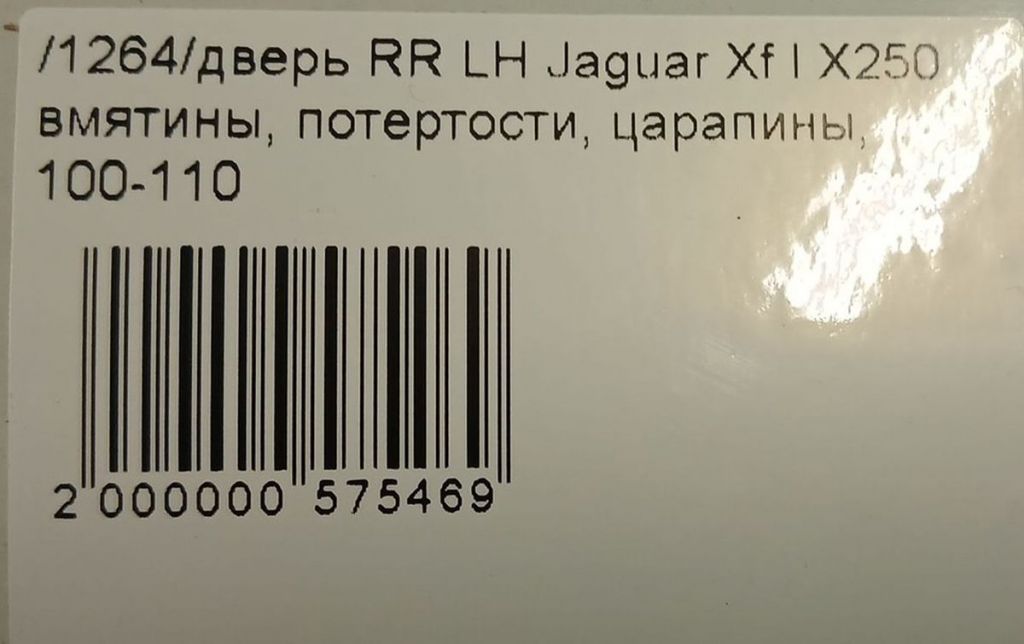 /1264/дверь RR LH Jaguar Xf I X250
вмятины, потертости, царапины,
100-110
2 000000 575469